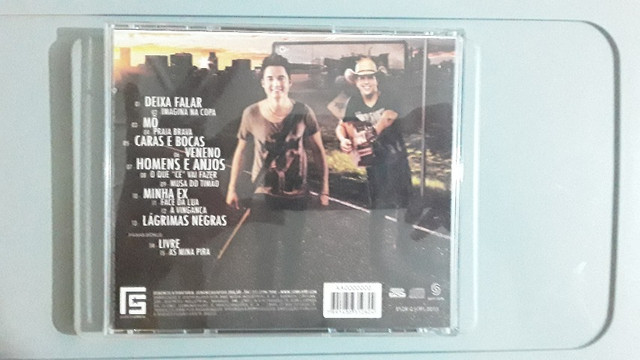 01 DEIXA FALAR
02 IMAGINA NA COPA
03 MÔ
04 PRAIA BRAVA
05 CARAS E BOCAS
06 VENENO
07 HOMENS E ANJOS
08 O QUE "CÊ" VAI FAZER
09 MUSA DO TIMÃO
10 MINHA EX
11 FACE DA LUA
12 A VINGANÇA
13 LÁGRIMAS NEGRAS
14 LIVRE
15 AS MINA PIRA
AA0000000